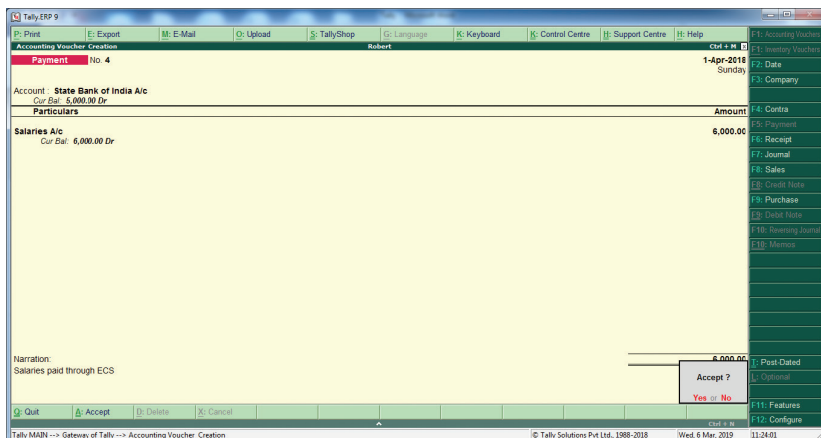 Tally.ERP 9
P: Print E: Export M: E-Mail O: Upload S: TallyShop G: Language K: Keyboard K: Control Centre H: Support Centre H: Help
F1: Accounting Vouchers
Accounting Voucher Creation Robert Ctrl + M
F1: Inventory Vouchers
Payment No. 4 1-Apr-2018
F2: Date
Sunday
F3: Company
Account : State Bank of India A/c
Cur Bal: 5,000.00 Dr
Particulars Amount
F4: Contra
F5: Payment
Salaries A/c 6,000.00
F6: Receipt
Cur Bal: 6,000.00 Dr
F7: Journal
F8: Sales
F8: Credit Note
F9: Purchase
F9: Debit Note
F10: Reversing Journal
F10: Memos
Narration: 6,000.00
T: Post-Dated
Salaries paid through ECS
L: Optional
Accept ?
Yes or No
Q: Quit A: Accept D: Delete X: Cancel
F11: Features
F12: Configure
Ctrl + N
Tally MAIN --> Gateway of Tally --> Accounting Voucher Creation © Tally Solutions Pvt Ltd., 1988-2018 Wed, 6 Mar, 2019 11:24:01